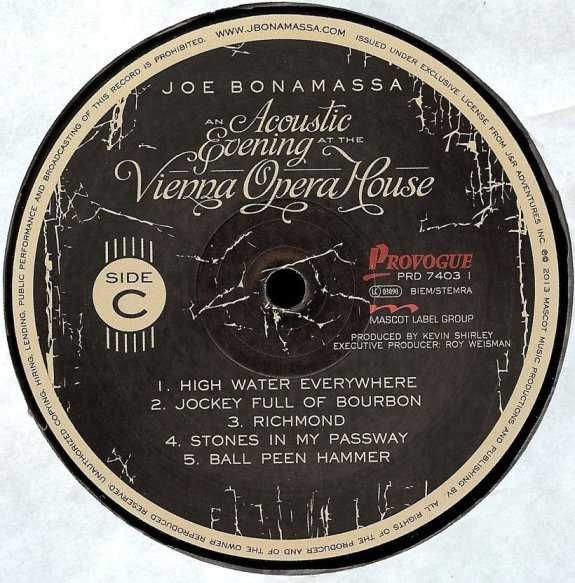 WWW.JBONAMASSA.COM
ISSUED UNDER EXCLUSIVE LICENSE FROM J&R ADVENTURES INC. ℗© 2013 MASCOT MUSIC PRODUCTIONS AND PUBLISHING BV. ALL RIGHTS OF THE PRODUCER AND OF THE OWNER REPRODUCED RESERVED. UNAUTHORIZED COPYING, HIRING, LENDING, PUBLIC PERFORMANCE AND BROADCASTING OF THIS RECORD IS PROHIBITED.
JOE BONAMASSA
AN Acoustic
Evening AT THE
Vienna Opera House
SIDE
C
PROVOGUE
PRD 7403 1
LC 03090 BIEM/STEMRA
MASCOT LABEL GROUP
PRODUCED BY KEVIN SHIRLEY
EXECUTIVE PRODUCER: ROY WEISMAN
1. HIGH WATER EVERYWHERE
2. JOCKEY FULL OF BOURBON
3. RICHMOND
4. STONES IN MY PASSWAY
5. BALL PEEN HAMMER